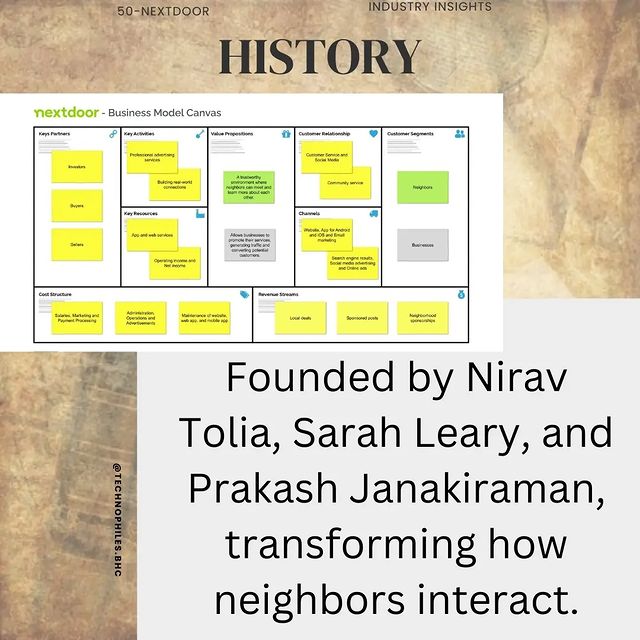 50-NEXTDOOR
INDUSTRY INSIGHTS
HISTORY
nextdoor - Business Model Canvas
Keys Partners
Investors
Buyers
Sellers
Key Activities
Professional advertising
services
Building real-world
connections
Key Resources
App and web services
Operating income and
Net income
Value Propositions
A trustworthy
environment where
neighbors can meet and
learn more about each
other.
Allows businesses to
promote their services,
generating traffic and
converting potential
customers.
Customer Relationship
Customer Service and
Social Media
Community service
Channels
Website, App for Android
and iOS and Email
marketing
Search engine results,
Social media advertising
and Online ads
Customer Segments
Neighbors
Businesses
Cost Structure
Salaries, Marketing and
Payment Processing
Administration,
Operations and
Advertisements
Maintenance of website,
web app, and mobile app
Revenue Streams
Local deals
Sponsored posts
Neighborhood
sponsorships
Founded by Nirav
Tolia, Sarah Leary, and
Prakash Janakiraman,
transforming how
neighbors interact.
@TECHNOPHILES.BHC